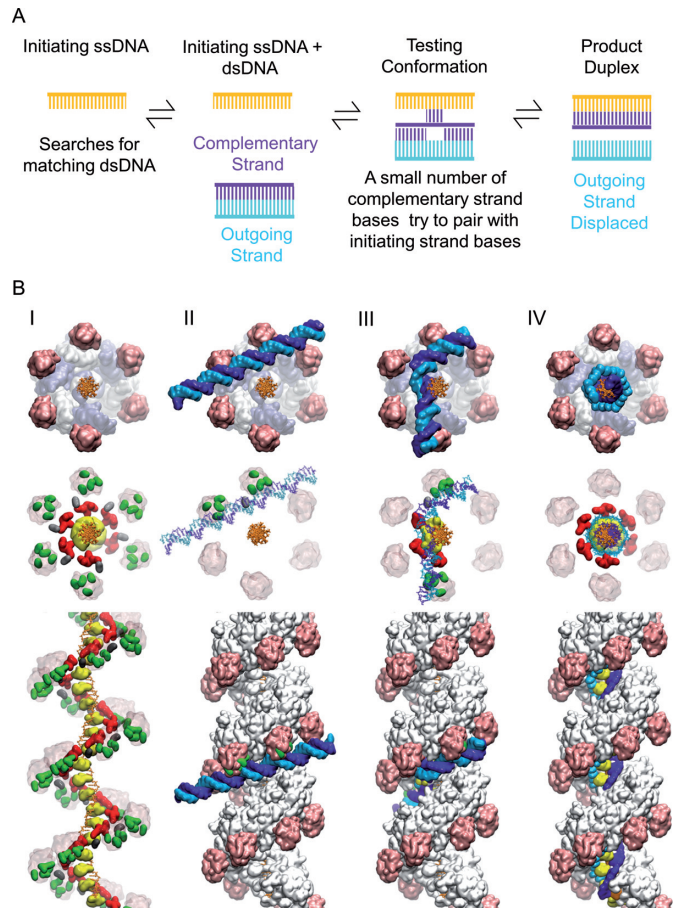 A
Initiating ssDNA
Searches for
matching dsDNA
Initiating ssDNA +
dsDNA
Complementary
Strand
Outgoing
Strand
Testing
Conformation
A small number of
complementary strand
bases try to pair with
initiating strand bases
Product
Duplex
Outgoing
Strand
Displaced
B
I
II
III
IV